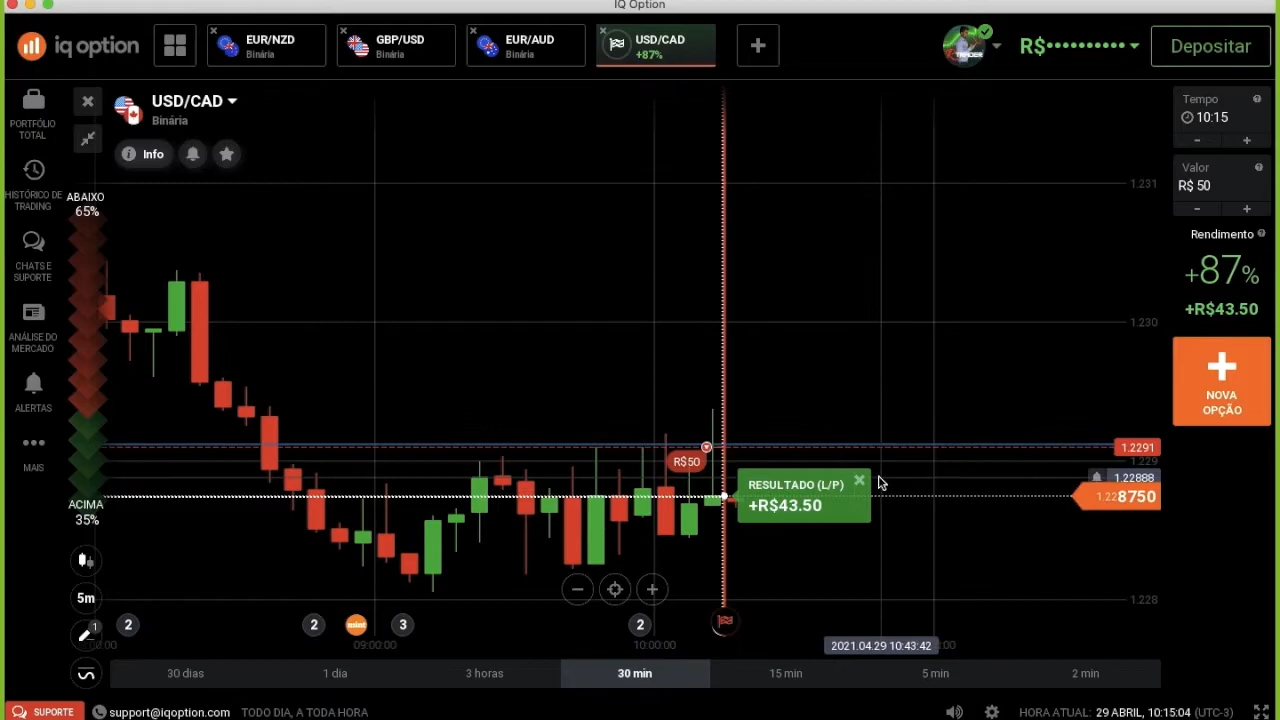 IQ Option
iq option
EUR/NZD
Binária
GBP/USD
Binária
EUR/AUD
Binária
USD/CAD
+87%
R$••••••••••
Depositar
PORTFÓLIO
TOTAL
HISTÓRICO DE
TRADING
CHATS E
SUPORTE
ANÁLISE DO
MERCADO
ALERTAS
MAIS
USD/CAD
Binária
Info
ABAIXO
65%
ACIMA
35%
5m
1
1.231
1.230
1.2291
1.229
1.22888
1.228750
1.228
R$50
RESULTADO (L/P)
+R$43.50
2
2
mint
3
2
09:00:00
10:00:00
2021.04.29 10:43:42
30 dias
1 dia
3 horas
30 min
15 min
5 min
2 min
Tempo
10:15
-
+
Valor
R$ 50
-
+
Rendimento
+87%
+R$43.50
NOVA
OPÇÃO
SUPORTE
support@iqoption.com
TODO DIA, A TODA HORA
HORA ATUAL: 29 ABRIL, 10:15:04 (UTC-3)